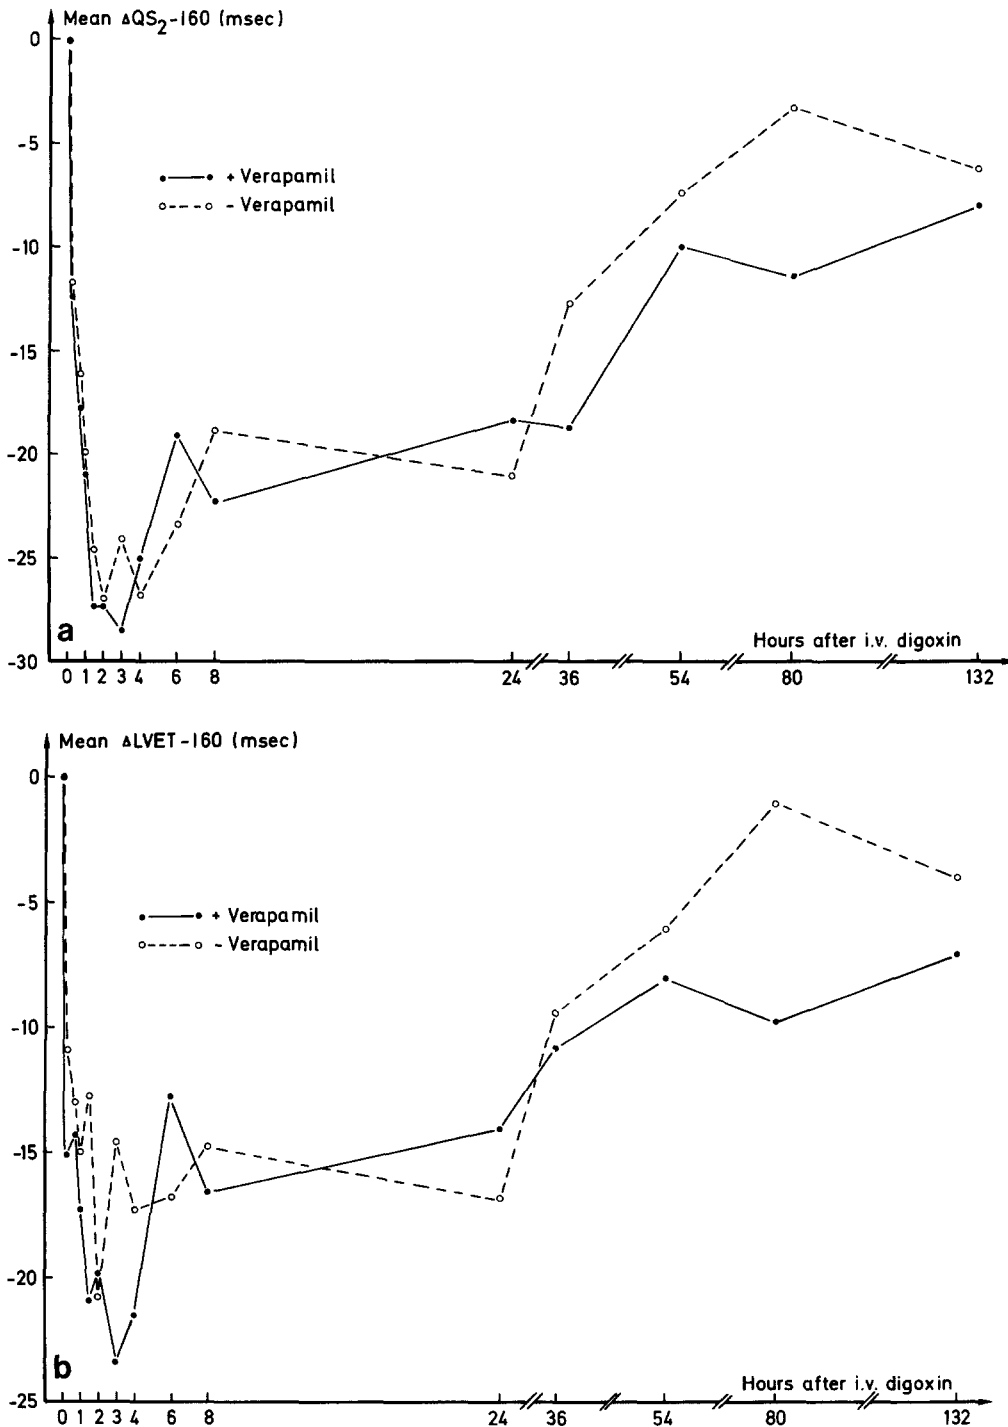 Mean ΔQS₂-160 (msec)
0
-5
-10
-15
-20
-25
-30
+ Verapamil
- Verapamil
a
Hours after i.v. digoxin
0 1 2 3 4 6 8 24 36 54 80 132
Mean ΔLVET-160 (msec)
0
-5
-10
-15
-20
-25
+ Verapamil
- Verapamil
b
Hours after i.v. digoxin
0 1 2 3 4 6 8 24 36 54 80 132